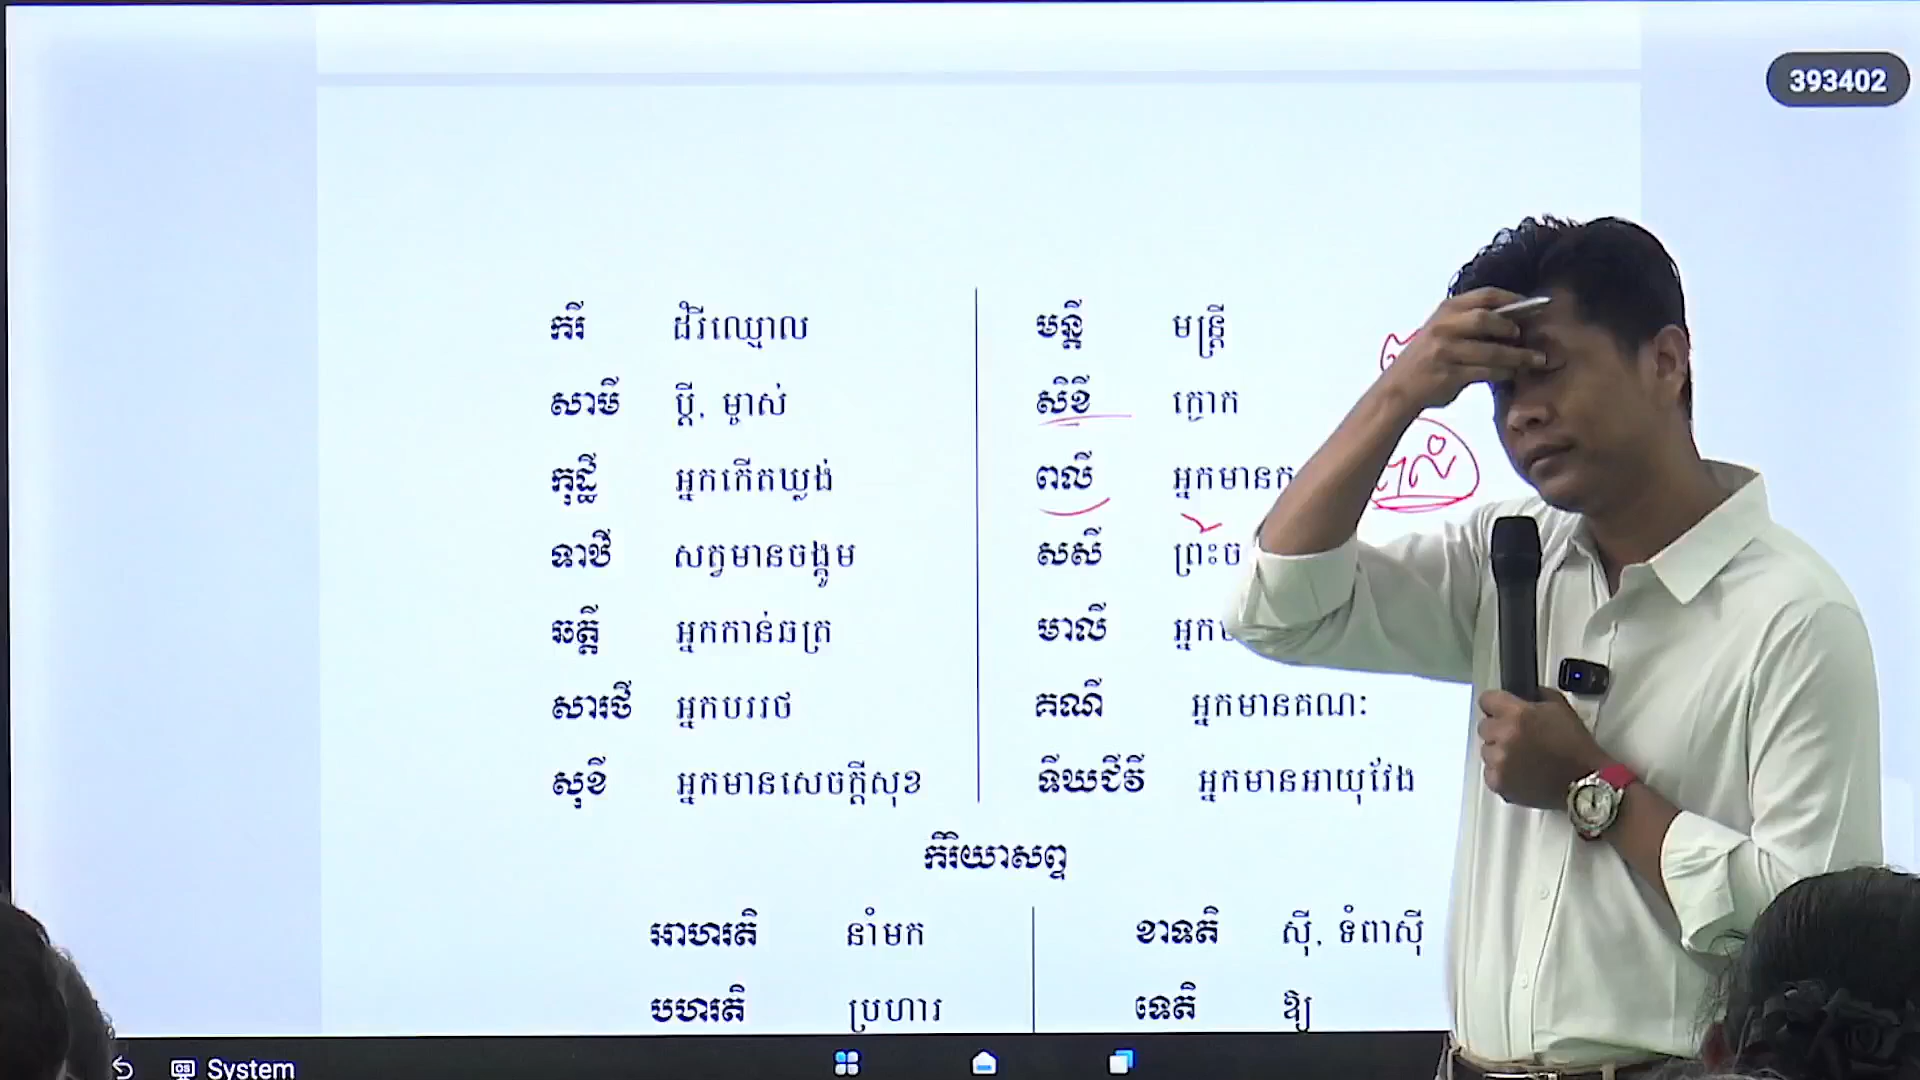 393402
ករី ដំរីឈ្មោល មន្តី មន្ត្រី
សាមី ប្តី, ម្ចាស់ សិខី ក្ងោក
កុដ្ឋី អ្នកកើតឃ្លង់ ពលី អ្នកមានក
ទាឋី សត្វមានចង្កូម សសី ព្រះច
ឆត្តី អ្នកកាន់ឆត្រ មាលី
សារថី អ្នកបររថ គណី អ្នកមានគណៈ
សុខី អ្នកមានសេចក្តីសុខ ទីឃជីវី អ្នកមានអាយុវែង
កិរិយាសព្ទ
អាហរតិ នាំមក ខាទតិ ស៊ី, ទំពាស៊ី
បហរតិ ប្រហារ ទេតិ ឱ្យ
System